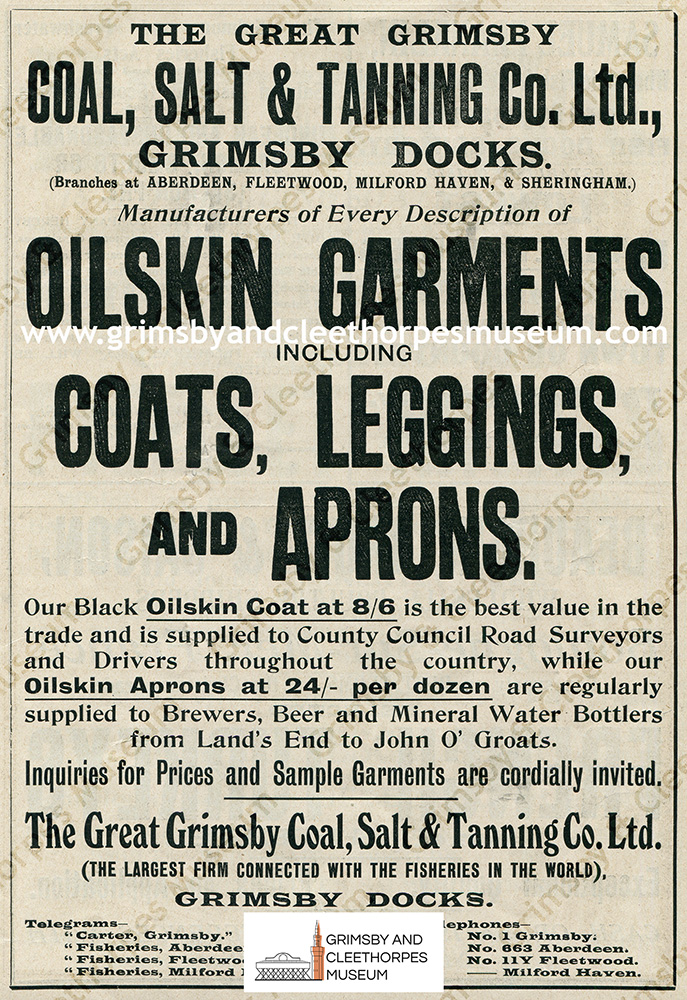 THE GREAT GRIMSBY
COAL, SALT & TANNING Co. Ltd.,
GRIMSBY DOCKS.
(Branches at ABERDEEN, FLEETWOOD, MILFORD HAVEN, & SHERINGHAM.)
Manufacturers of Every Description of
OILSKIN GARMENTS
www.grimsbyandcleethorpesmuseum.com
INCLUDING
COATS, LEGGINGS,
AND APRONS.
Our Black Oilskin Coat at 8/6 is the best value in the
trade and is supplied to County Council Road Surveyors
and Drivers throughout the country, while our
Oilskin Aprons at 24/- per dozen are regularly
supplied to Brewers, Beer and Mineral Water Bottlers
from Land's End to John O' Groats.
Inquiries for Prices and Sample Garments are cordially invited.
The Great Grimsby Coal, Salt & Tanning Co. Ltd.
(THE LARGEST FIRM CONNECTED WITH THE FISHERIES IN THE WORLD),
GRIMSBY DOCKS.
Telegrams—
"Carter, Grimsby."
"Fisheries,
"Fisheries,
"Fisheries, Milford
GRIMSBY AND
CLEETHORPES
MUSEUM
No. 1 Grimsby.
No. 663 Aberdeen.
No. 11Y Fleetwood.
— Milford Haven.